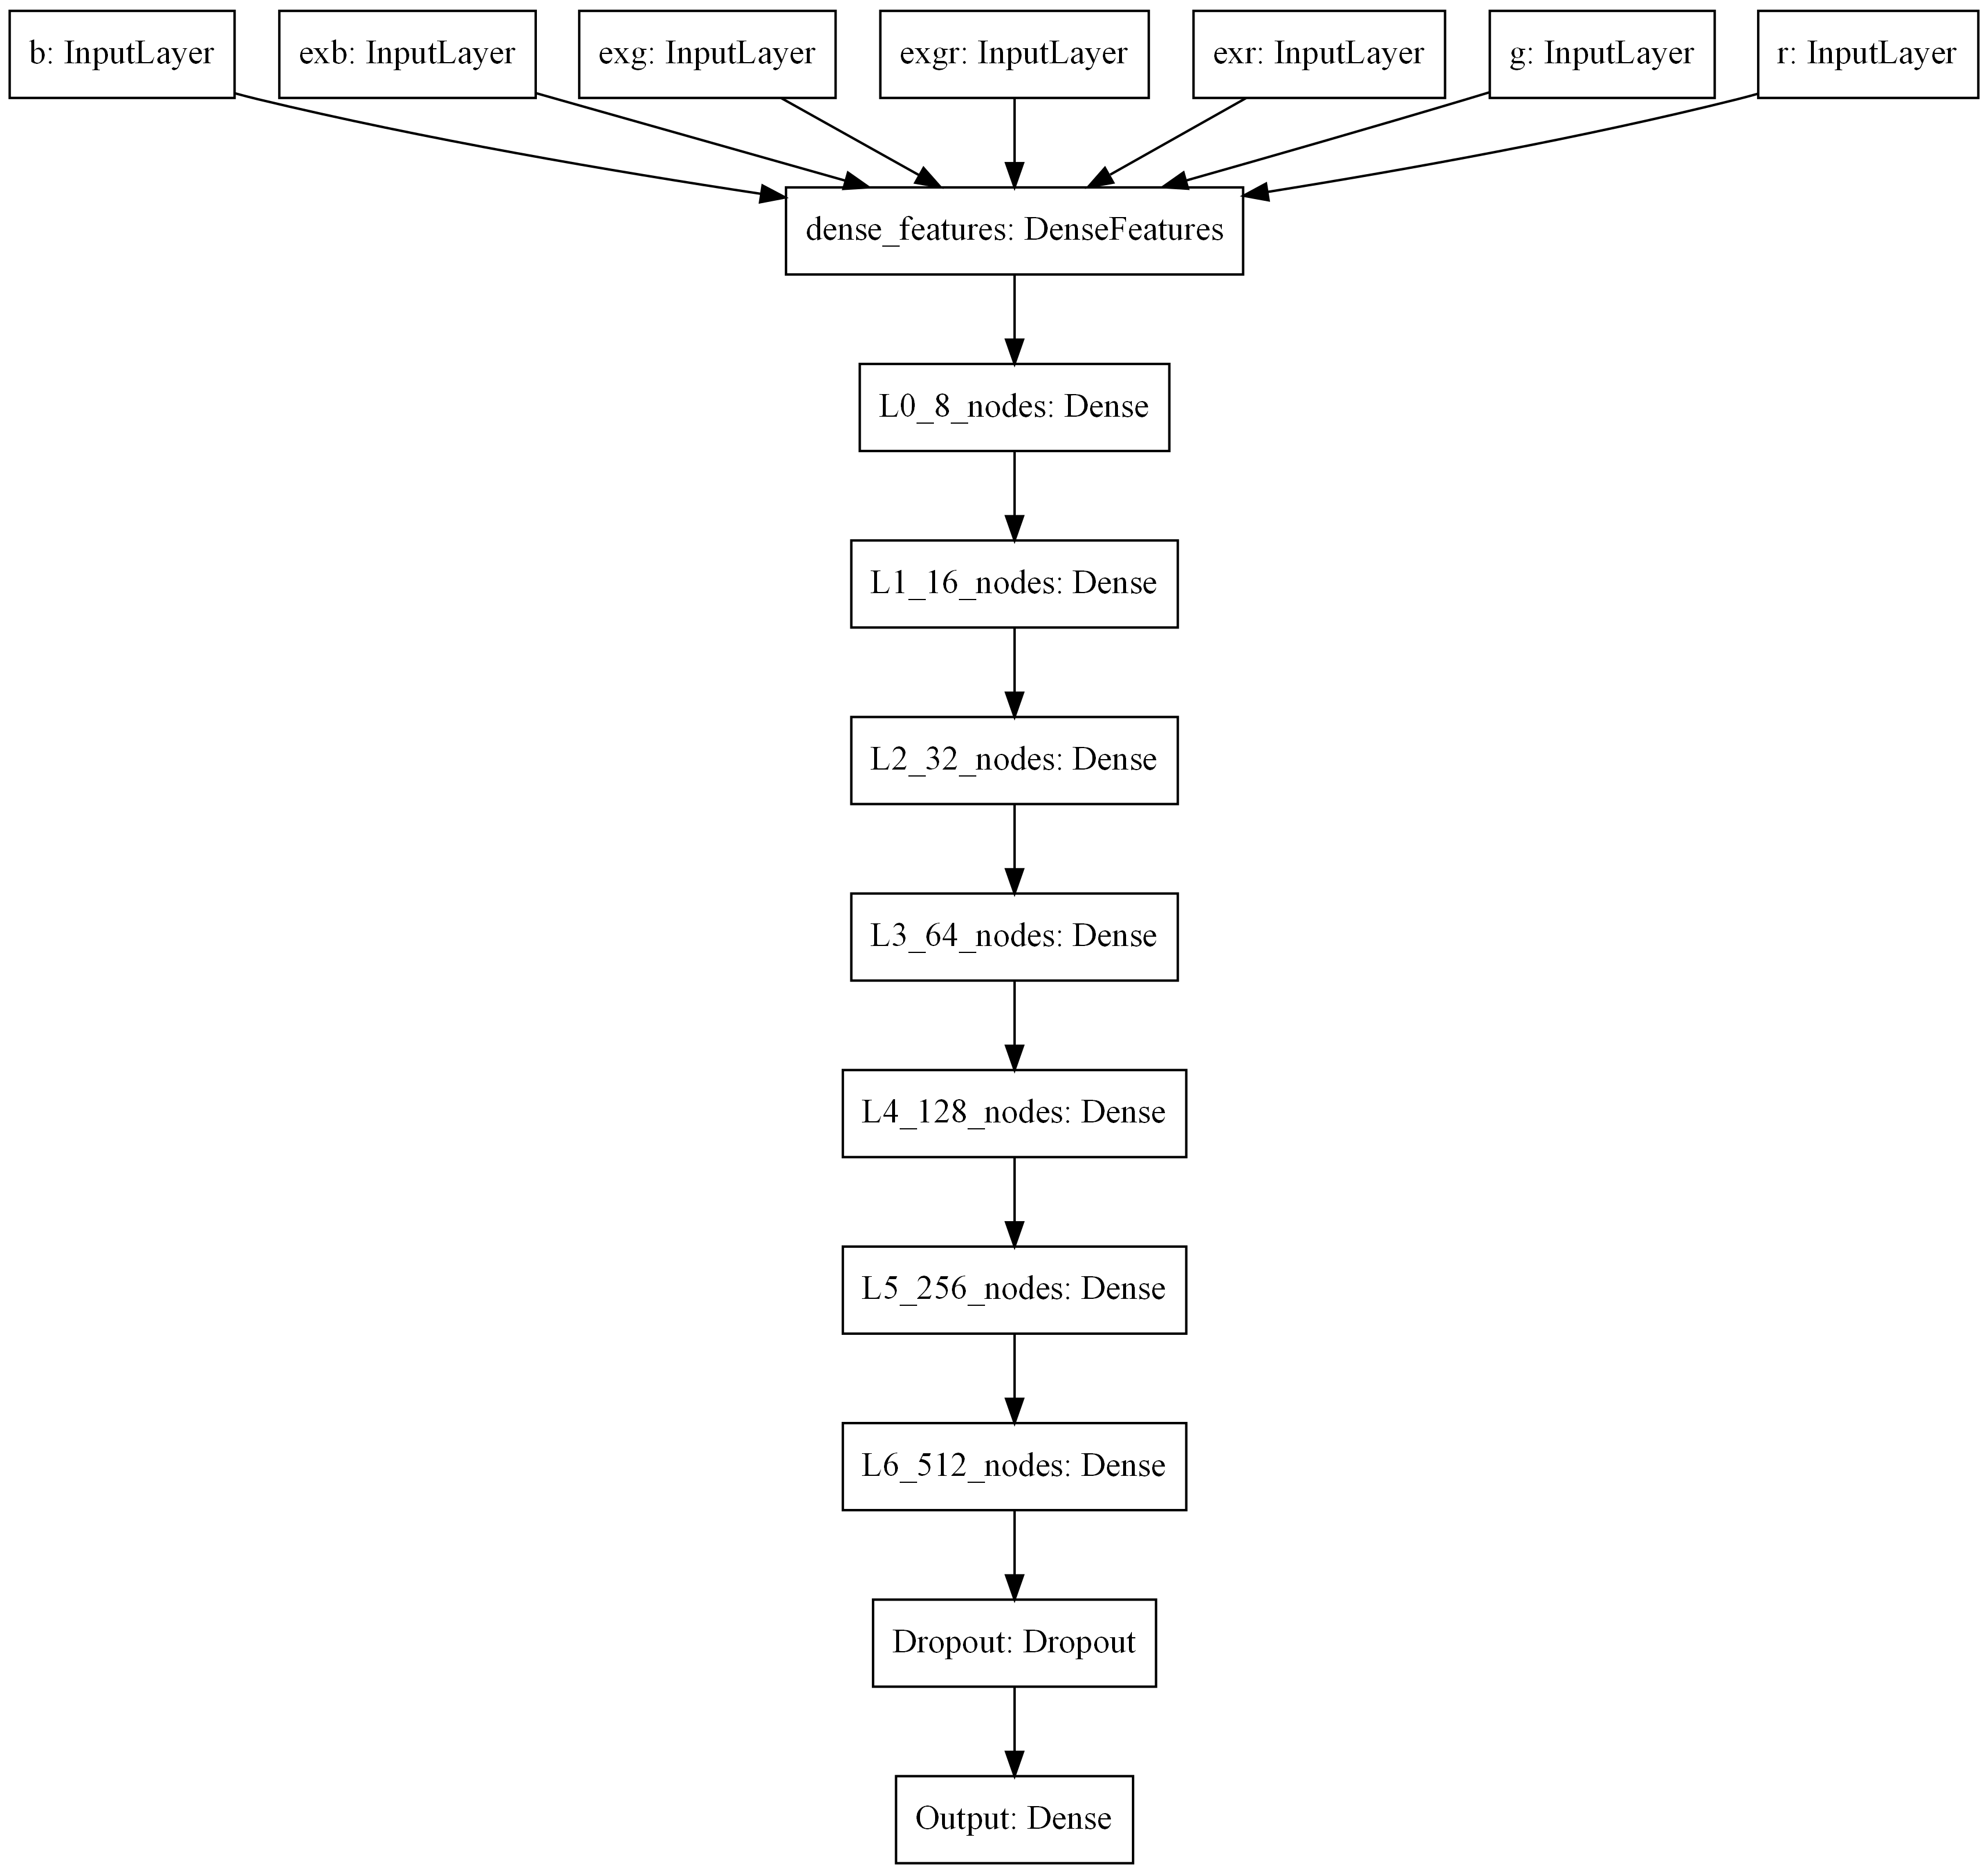 b: InputLayer
exb: InputLayer
exg: InputLayer
exgr: InputLayer
exr: InputLayer
g: InputLayer
r: InputLayer
dense_features: DenseFeatures
L0_8_nodes: Dense
L1_16_nodes: Dense
L2_32_nodes: Dense
L3_64_nodes: Dense
L4_128_nodes: Dense
L5_256_nodes: Dense
L6_512_nodes: Dense
Dropout: Dropout
Output: Dense